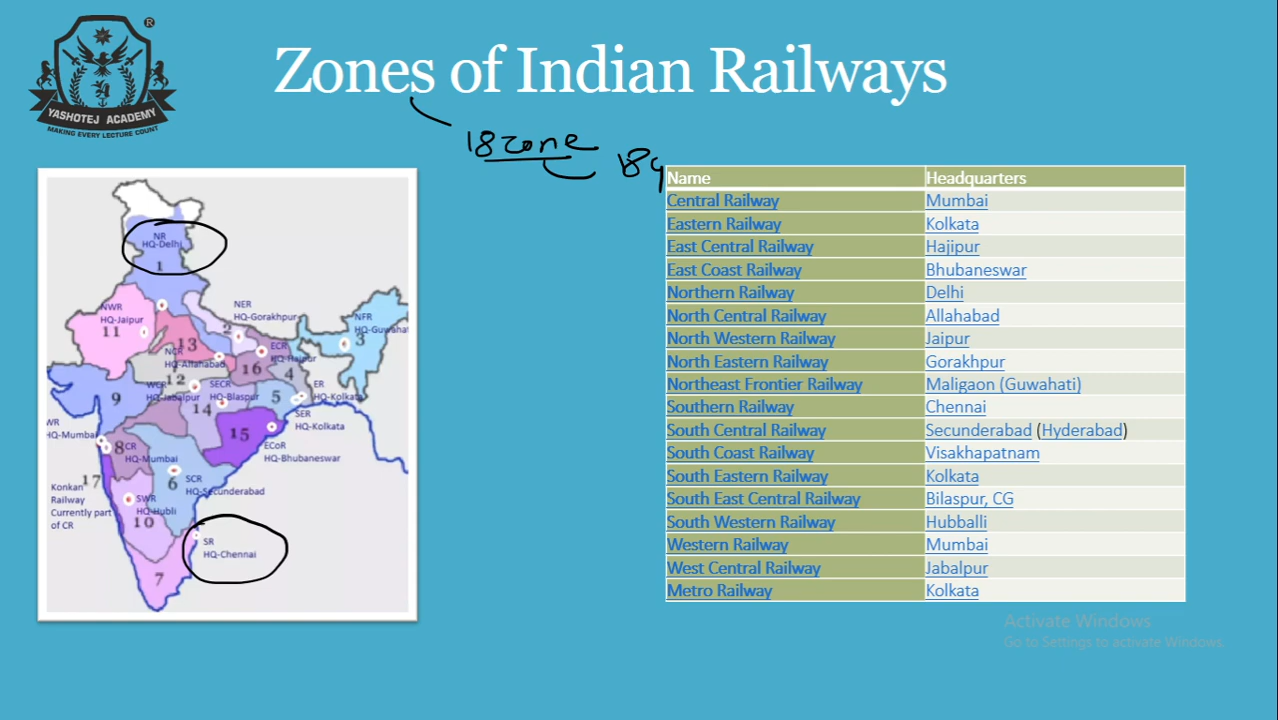 ®
YASHOTEJ ACADEMY
MAKING EVERY LECTURE COUNT
Zones of Indian Railways
18 zone
189
NR
HQ-Delhi
1
NWR
HQ-Jaipur
11
NER
HQ-Gorakhpur
2
NFR
HQ-Guwahat
3
13
NCR
HQ-Allahabad
ECR
HQ-Hajpur
16
4
12
WCR
HQ-Jabalpur
SECR
HQ-Blaspur
14
ER
HQ-Kolkata
5
9
SER
HQ-Kolkata
15
WR
HQ-Mumbai
ECoR
HQ-Bhubaneswar
8
CR
HQ-Mumbai
17
Konkan
Railway
Currently part
of CR
6
SCR
HQ-Secunderabad
SWR
HQ-Hubli
10
SR
HQ-Chennai
7
Name Headquarters
Central Railway Mumbai
Eastern Railway Kolkata
East Central Railway Hajipur
East Coast Railway Bhubaneswar
Northern Railway Delhi
North Central Railway Allahabad
North Western Railway Jaipur
North Eastern Railway Gorakhpur
Northeast Frontier Railway Maligaon (Guwahati)
Southern Railway Chennai
South Central Railway Secunderabad (Hyderabad)
South Coast Railway Visakhapatnam
South Eastern Railway Kolkata
South East Central Railway Bilaspur, CG
South Western Railway Hubballi
Western Railway Mumbai
West Central Railway Jabalpur
Metro Railway Kolkata
Activate Windows
Go to Settings to activate Windows.